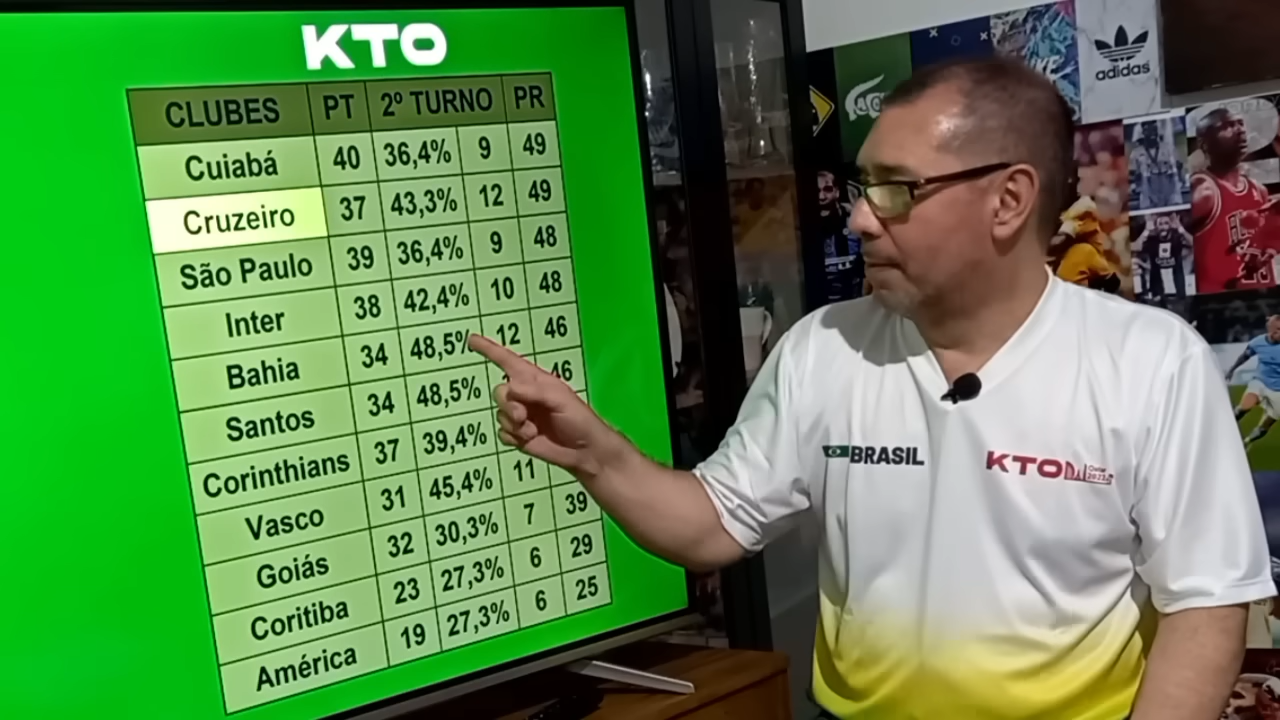 KTO
CLUBES PT 2º TURNO PR
Cuiabá 40 36,4% 9 49
Cruzeiro 37 43,3% 12 49
São Paulo 39 36,4% 9 48
Inter 38 42,4% 10 48
Bahia 34 48,5% 12 46
Santos 34 48,5% 46
Corinthians 37 39,4%
Vasco 31 45,4% 11
Goiás 32 30,3% 7 39
Coritiba 23 27,3% 6 29
América 19 27,3% 6 25
adidas
BRASIL
KTO